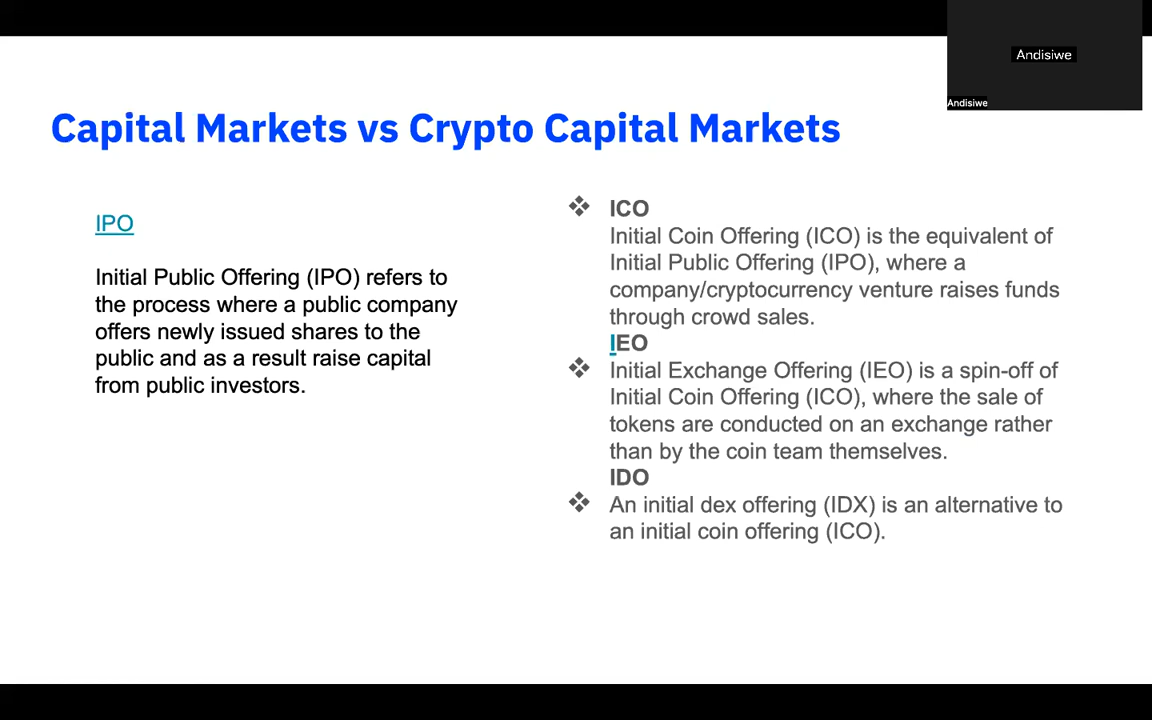 Andisiwe
Andisiwe
Capital Markets vs Crypto Capital Markets
IPO
Initial Public Offering (IPO) refers to
the process where a public company
offers newly issued shares to the
public and as a result raise capital
from public investors.
ICO
Initial Coin Offering (ICO) is the equivalent of
Initial Public Offering (IPO), where a
company/cryptocurrency venture raises funds
through crowd sales.
IEO
Initial Exchange Offering (IEO) is a spin-off of
Initial Coin Offering (ICO), where the sale of
tokens are conducted on an exchange rather
than by the coin team themselves.
IDO
An initial dex offering (IDX) is an alternative to
an initial coin offering (ICO).